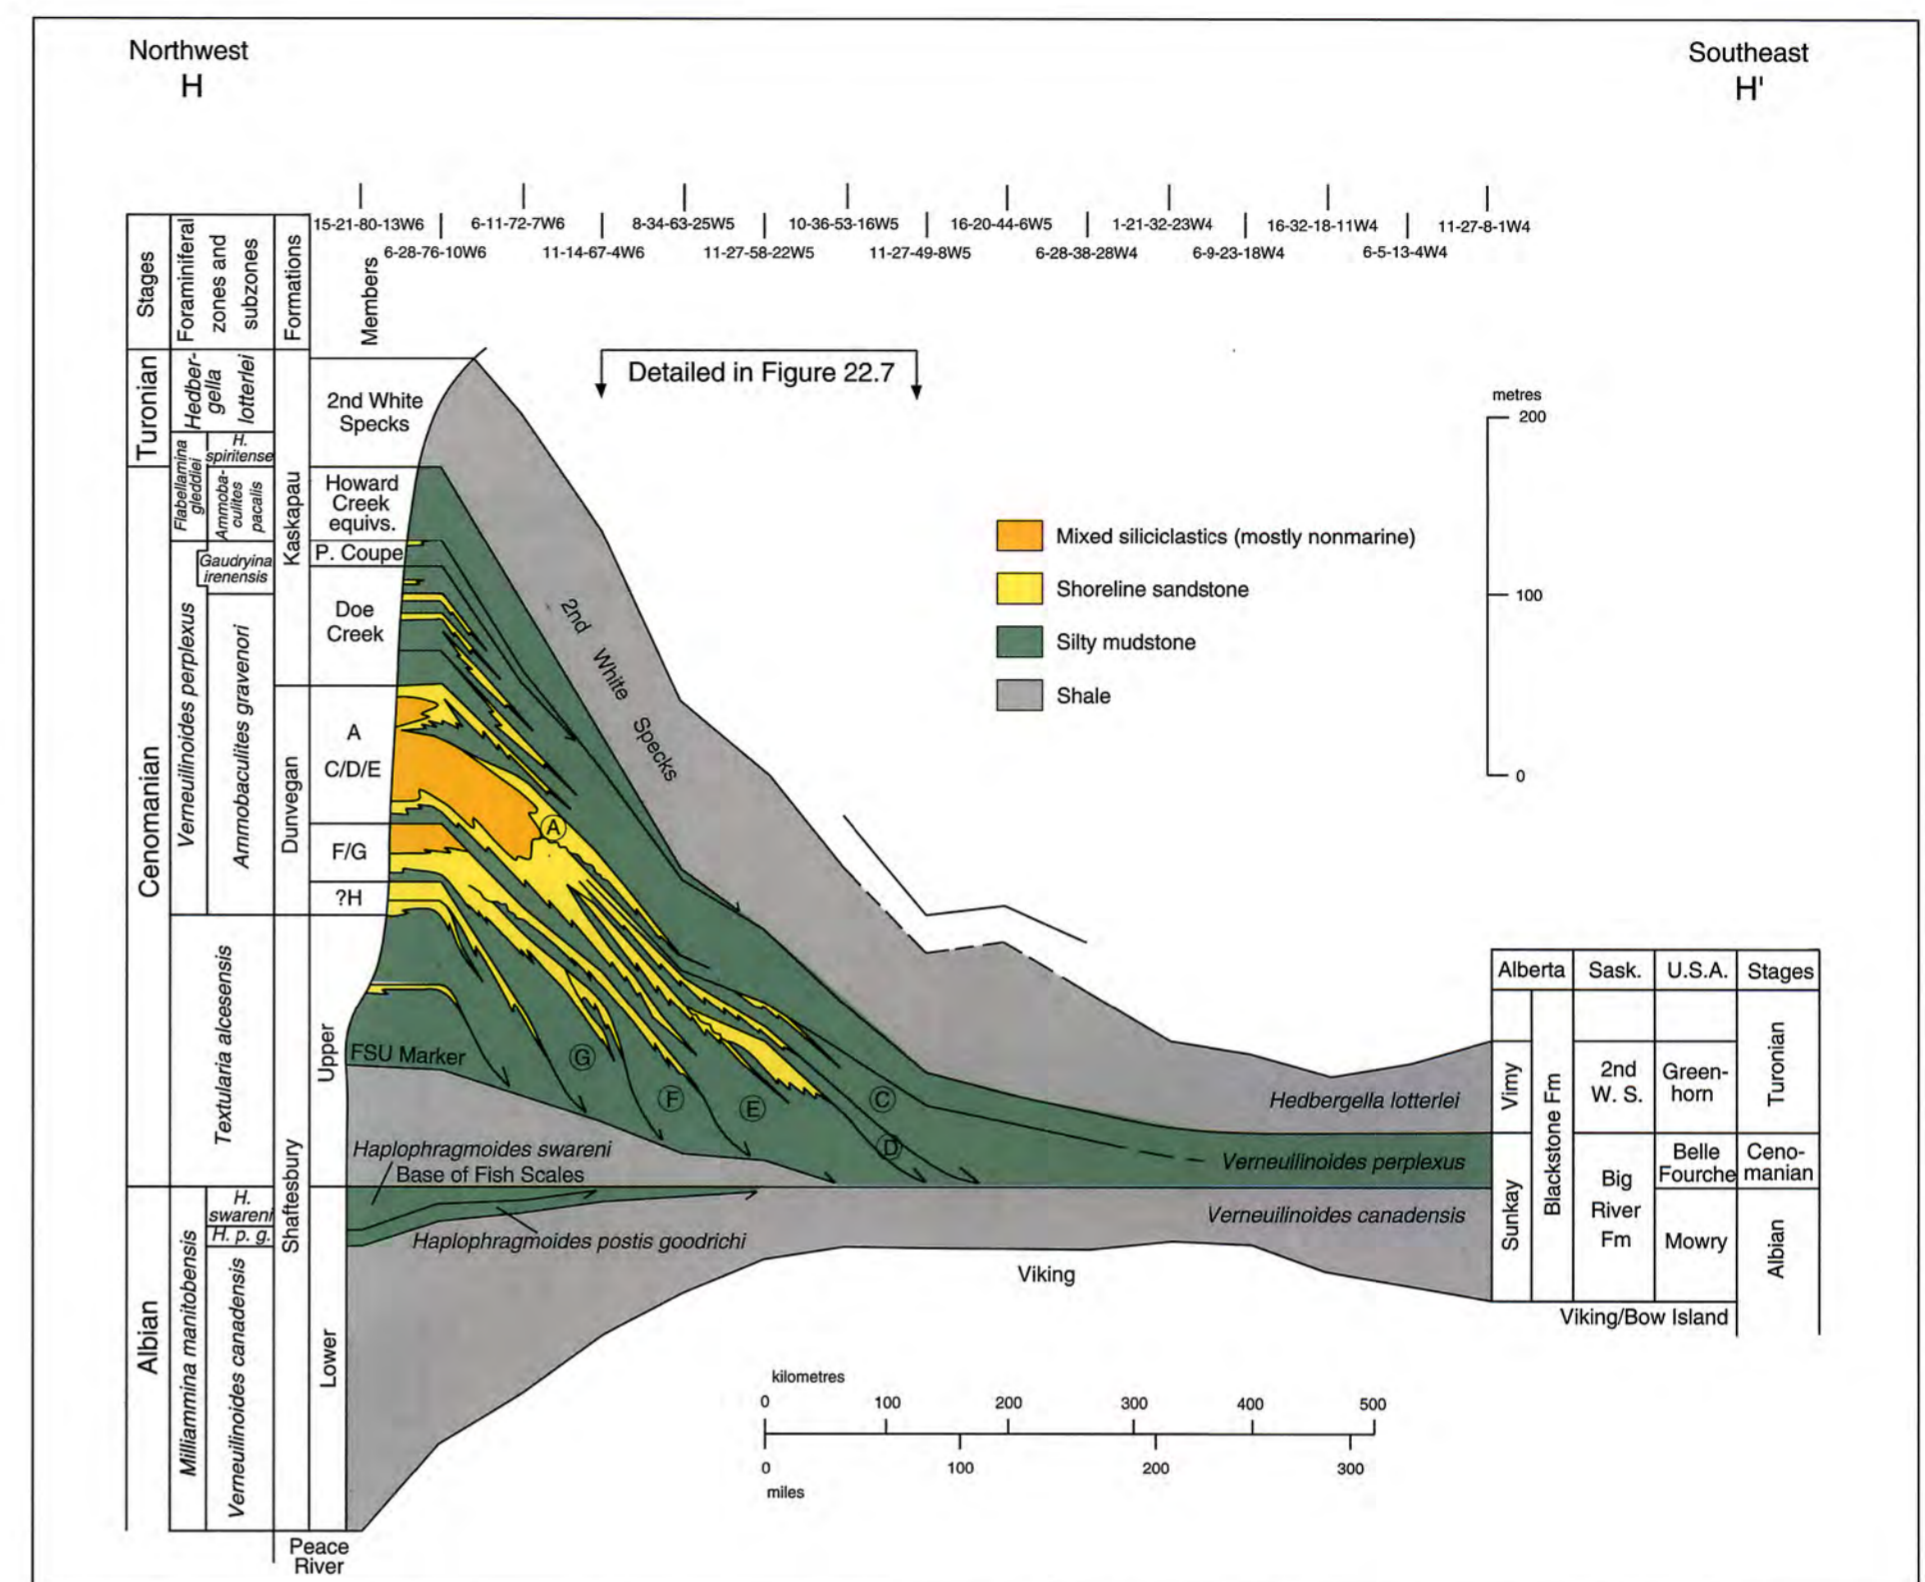 Northwest
H
Southeast
H'
15-21-80-13W6
6-11-72-7W6
8-34-63-25W5
10-36-53-16W5
16-20-44-6W5
1-21-32-23W4
16-32-18-11W4
11-27-8-1W4
6-28-76-10W6
11-14-67-4W6
11-27-58-22W5
11-27-49-8W5
6-28-38-28W4
6-9-23-18W4
6-5-13-4W4
Stages
Foraminiferal
zones and
subzones
Formations
Members
Turonian
Cenomanian
Albian
Hedber-
gella
lotterlei
Flabellamina
gleddiei
H.
spiritense
Ammoba-
culites
pacalis
Gaudryina
irenensis
Verneuilinoides perplexus
Ammobaculites gravenori
Textularia alcesensis
Milliammina manitobensis
H.
swareni
H. p. g.
Verneuilinoides canadensis
Kaskapau
Dunvegan
Shaftesbury
2nd White
Specks
Howard
Creek
equivs.
P. Coupe
Doe
Creek
A
C/D/E
F/G
?H
Upper
Lower
Peace
River
Detailed in Figure 22.7
metres
200
100
0
Mixed siliciclastics (mostly nonmarine)
Shoreline sandstone
Silty mudstone
Shale
2nd White Specks
A
G
F
E
C
D
FSU Marker
Haplophragmoides swareni
Base of Fish Scales
Haplophragmoides postis goodrichi
Hedbergella lotterlei
Verneuilinoides perplexus
Verneuilinoides canadensis
Viking
Alberta
Sask.
U.S.A.
Stages
Vimy
Sunkay
Blackstone Fm
2nd
W. S.
Big
River
Fm
Green-
horn
Belle
Fourche
Mowry
Turonian
Ceno-
manian
Albian
Viking/Bow Island
kilometres
0 100 200 300 400 500
0 100 200 300
miles